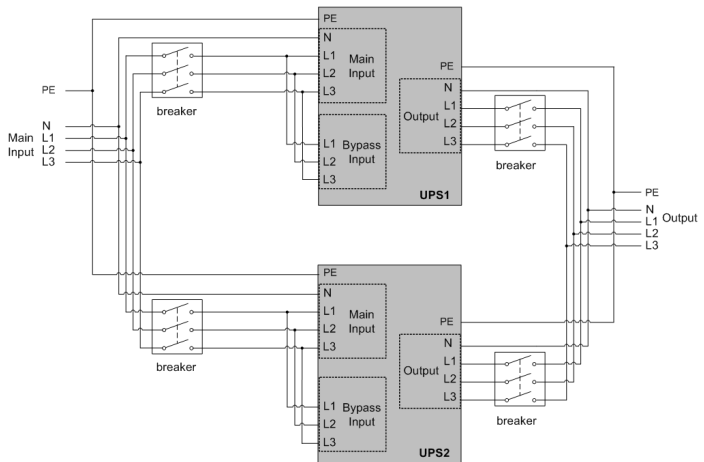 PE
N
L1
L2
L3
Main
Input
breaker
L1
L2
L3
Bypass
Input
PE
N
L1
L2
L3
Output
breaker
UPS1
PE
N
Main L1
Input L2
L3
PE
N
L1 Output
L2
L3
PE
N
L1
L2
L3
Main
Input
breaker
L1
L2
L3
Bypass
Input
PE
N
L1
L2
L3
Output
breaker
UPS2